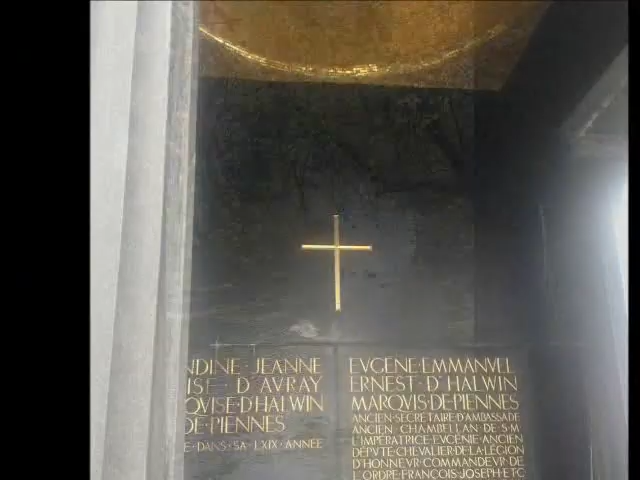 NDINE · JEANNE
ISE D'AVRAY
QVISE·D'HALWIN
DE·PIENNES
E · DANS · SA · LXIX · ANNEE
EVGENE·EMMANVEL
ERNEST · D'HALWIN
MARQVIS·DE·PIENNES
ANCIEN·SECRETAIRE·D'AMBASSADE
ANCIEN CHAMBELLAN DE·S·M
L'IMPERATRICE·EVGENIE·ANCIEN
DEPVTE·CHEVALIER·DE·LA·LEGION
D'HONNEVR·COMMANDEVR·DE
L'ORDRE·FRANÇOIS·JOSEPH·ETC